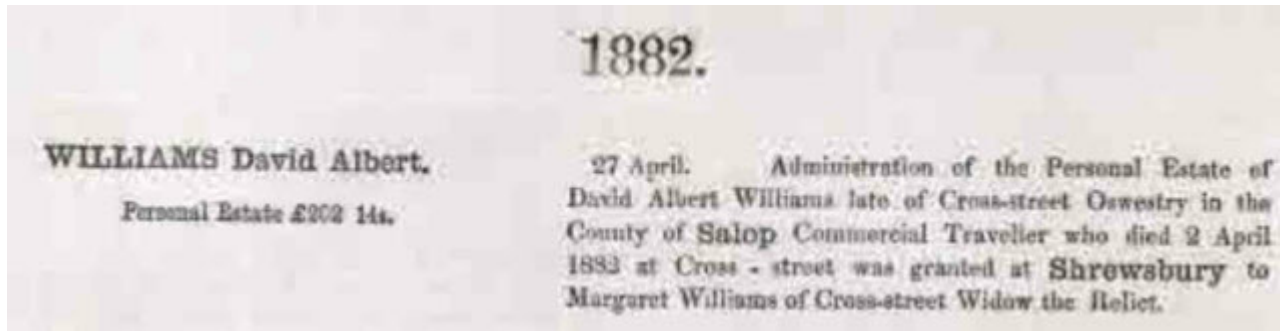 1882.
WILLIAMS David Albert.
Personal Estate £202 14s.
27 April. Administration of the Personal Estate of
David Albert Williams late of Cross-street Oswestry in the
County of Salop Commercial Traveller who died 2 April
1882 at Cross - street was granted at Shrewsbury to
Margaret Williams of Cross-street Widow the Relict.